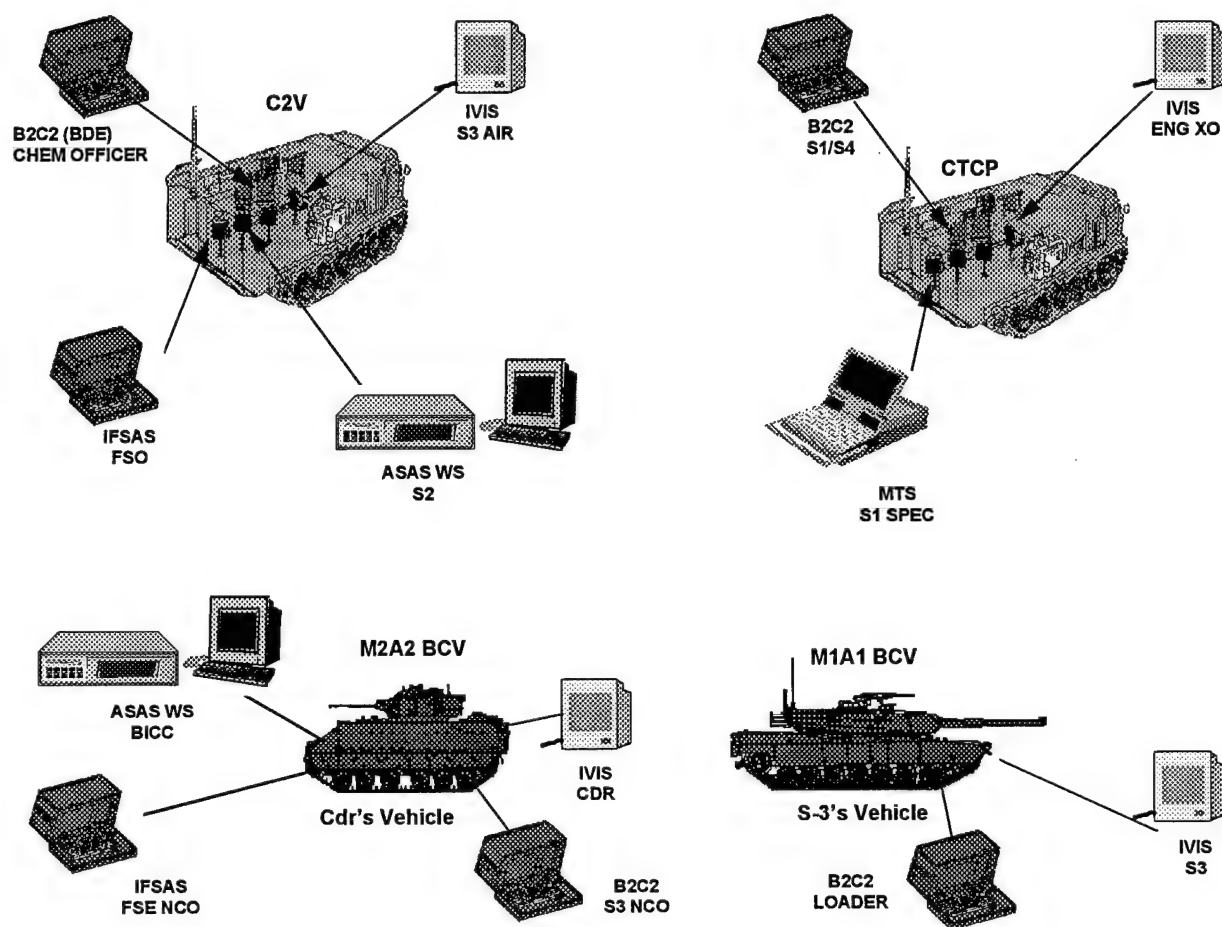 C2V
IVIS
S3 AIR
B2C2 (BDE)
CHEM OFFICER
IFSAS
FSO
ASAS WS
S2
B2C2
S1/S4
IVIS
ENG XO
CTCP
MTS
S1 SPEC
M2A2 BCV
ASAS WS
BICC
IVIS
CDR
Cdr's Vehicle
IFSAS
FSE NCO
B2C2
S3 NCO
M1A1 BCV
S-3's Vehicle
IVIS
S3
B2C2
LOADER